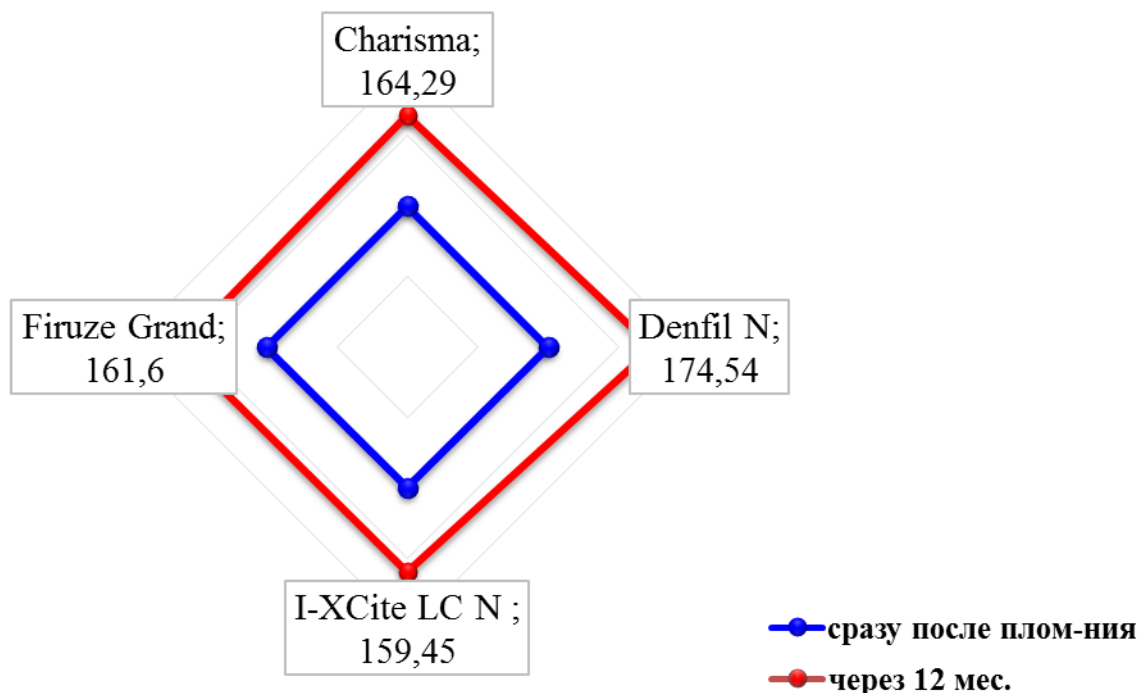 Charisma;
164,29
Firuze Grand;
161,6
Denfil N;
174,54
I-XCite LC N ;
159,45
сразу после плом-ния
через 12 мес.